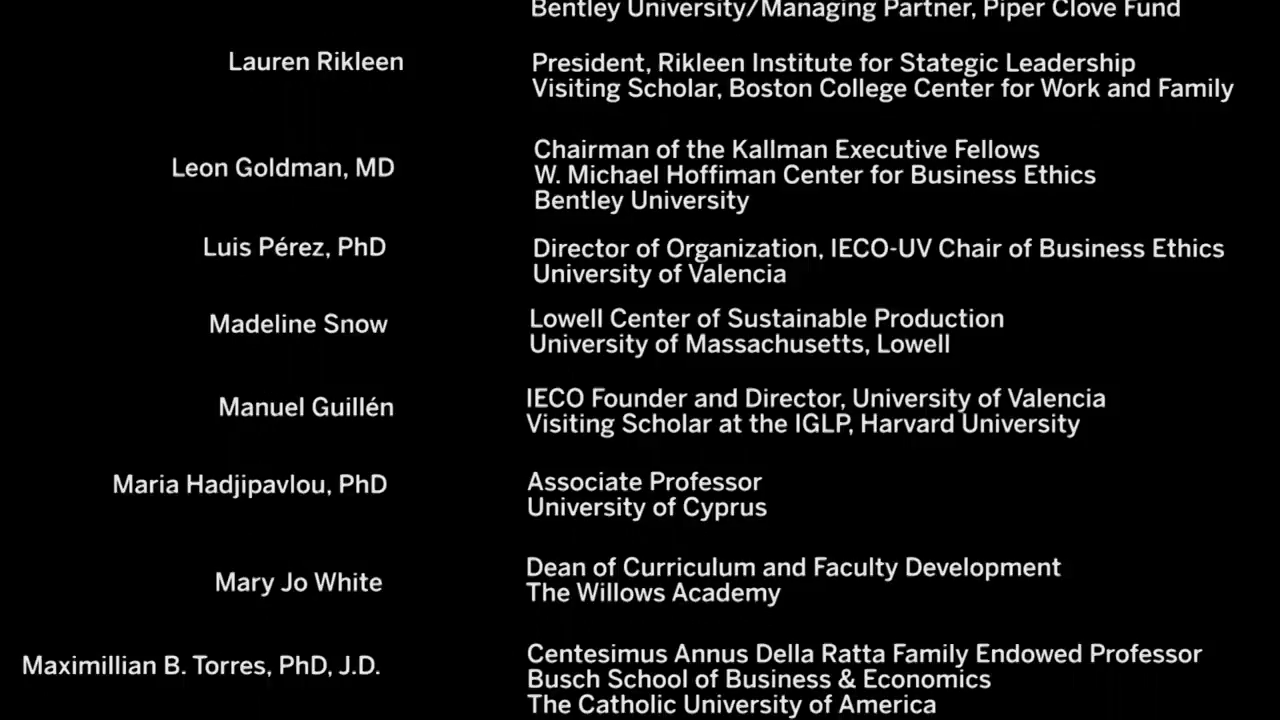 Bentley University/Managing Partner, Piper Clove Fund
Lauren Rikleen
President, Rikleen Institute for Stategic Leadership
Visiting Scholar, Boston College Center for Work and Family
Leon Goldman, MD
Chairman of the Kallman Executive Fellows
W. Michael Hoffiman Center for Business Ethics
Bentley University
Luis Pérez, PhD
Director of Organization, IECO-UV Chair of Business Ethics
University of Valencia
Madeline Snow
Lowell Center of Sustainable Production
University of Massachusetts, Lowell
Manuel Guillén
IECO Founder and Director, University of Valencia
Visiting Scholar at the IGLP, Harvard University
Maria Hadjipavlou, PhD
Associate Professor
University of Cyprus
Mary Jo White
Dean of Curriculum and Faculty Development
The Willows Academy
Maximillian B. Torres, PhD, J.D.
Centesimus Annus Della Ratta Family Endowed Professor
Busch School of Business & Economics
The Catholic University of America